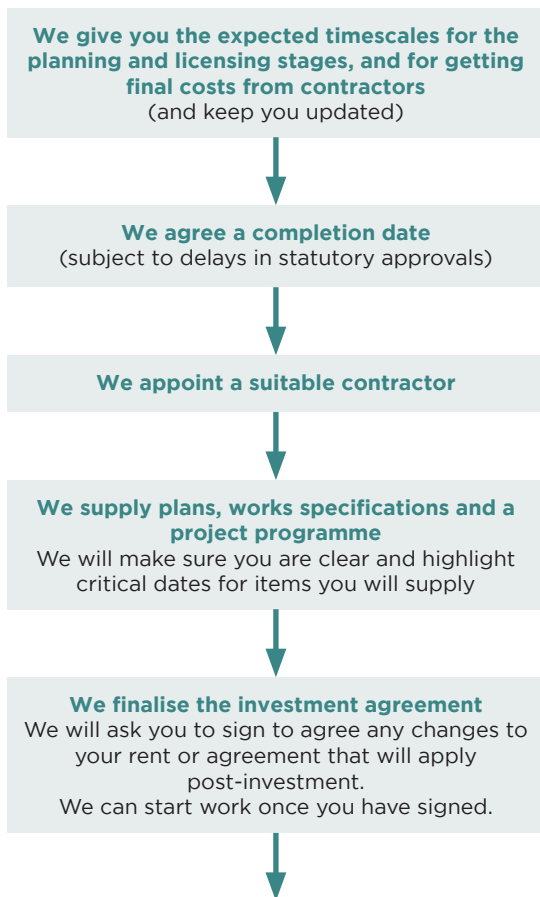 We give you the expected timescales for the
planning and licensing stages, and for getting
final costs from contractors
(and keep you updated)
We agree a completion date
(subject to delays in statutory approvals)
We appoint a suitable contractor
We supply plans, works specifications and a
project programme
We will make sure you are clear and highlight
critical dates for items you will supply
We finalise the investment agreement
We will ask you to sign to agree any changes to
your rent or agreement that will apply
post-investment.
We can start work once you have signed.